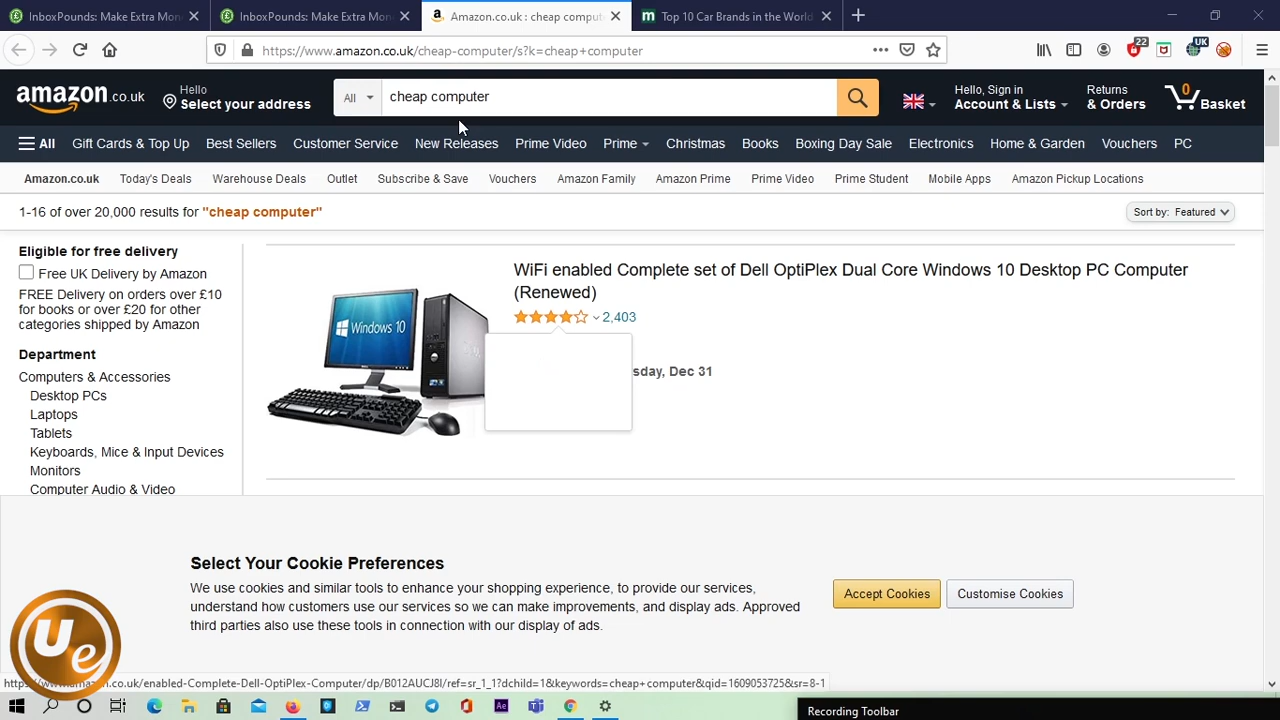 InboxPounds: Make Extra Mon
InboxPounds: Make Extra Mon
Amazon.co.uk : cheap comput
Top 10 Car Brands in the World
https://www.amazon.co.uk/cheap-computer/s?k=cheap+computer
22
UK
amazon.co.uk
Hello
Select your address
All
cheap computer
Hello, Sign in
Account & Lists
Returns
& Orders
0
Basket
All
Gift Cards & Top Up
Best Sellers
Customer Service
New Releases
Prime Video
Prime
Christmas
Books
Boxing Day Sale
Electronics
Home & Garden
Vouchers
PC
Amazon.co.uk
Today's Deals
Warehouse Deals
Outlet
Subscribe & Save
Vouchers
Amazon Family
Amazon Prime
Prime Video
Prime Student
Mobile Apps
Amazon Pickup Locations
1-16 of over 20,000 results for "cheap computer"
Sort by: Featured
Eligible for free delivery
Free UK Delivery by Amazon
FREE Delivery on orders over £10
for books or over £20 for other
categories shipped by Amazon
Department
Computers & Accessories
Desktop PCs
Laptops
Tablets
Keyboards, Mice & Input Devices
Monitors
Computer Audio & Video
Windows 10
WiFi enabled Complete set of Dell OptiPlex Dual Core Windows 10 Desktop PC Computer
(Renewed)
2,403
sday, Dec 31
Select Your Cookie Preferences
We use cookies and similar tools to enhance your shopping experience, to provide our services,
understand how customers use our services so we can make improvements, and display ads. Approved
third parties also use these tools in connection with our display of ads.
Accept Cookies
Customise Cookies
Ue
Recording Toolbar